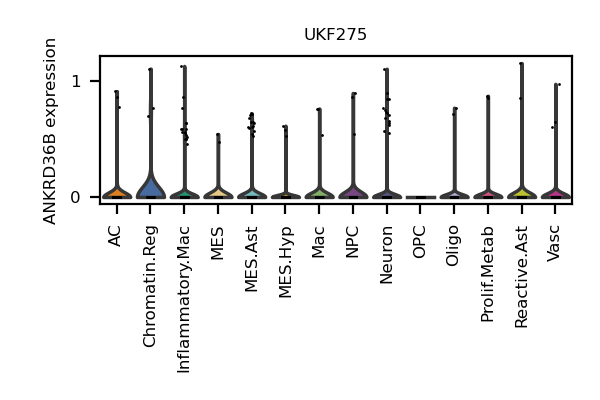 UKF275
ANKRD36B expression
1
0
AC
Chromatin.Reg
Inflammatory.Mac
MES
MES.Ast
MES.Hyp
Mac
NPC
Neuron
OPC
Oligo
Prolif.Metab
Reactive.Ast
Vasc